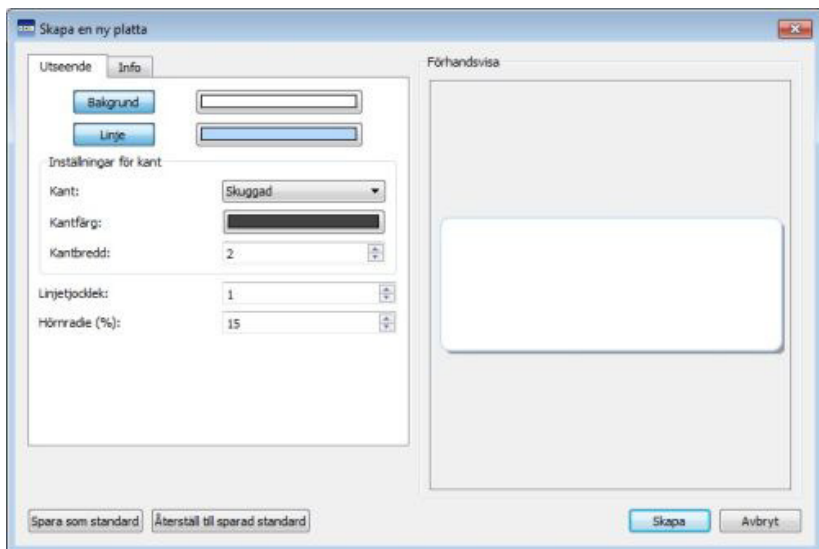 Skapa en ny platta
Utseende
Info
Förhandsvisa
Bakgrund
Linje
Inställningar för kant
Kant:
Skuggad
Kantfärg:
Kantbredd:
2
Linjetjocklek:
1
Hörnradie (%):
15
Spara som standard
Återställ till sparad standard
Skapa
Avbryt